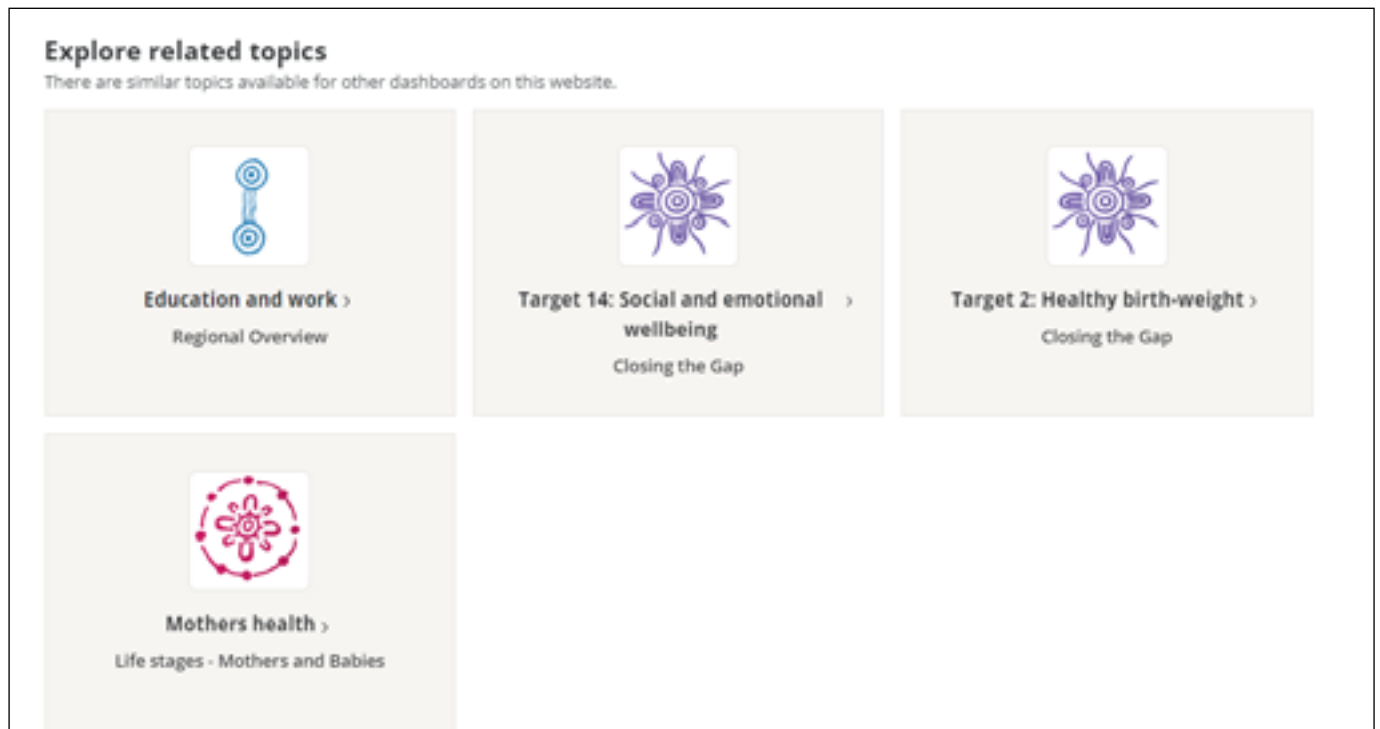 Explore related topics
There are similar topics available for other dashboards on this website.
Education and work ›
Regional Overview
Target 14: Social and emotional ›
wellbeing
Closing the Gap
Target 2: Healthy birth-weight ›
Closing the Gap
Mothers health ›
Life stages - Mothers and Babies